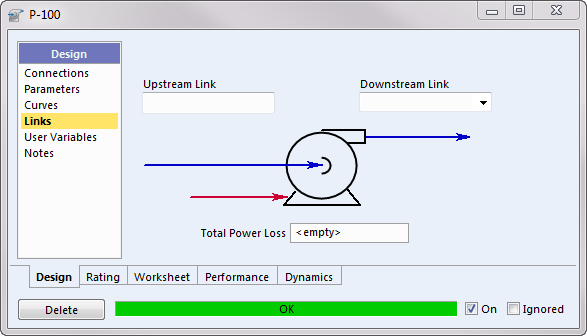 P-100
Design
Connections
Parameters
Curves
Links
User Variables
Notes
Upstream Link
Downstream Link
Total Power Loss <empty>
Design Rating Worksheet Performance Dynamics
Delete OK On Ignored